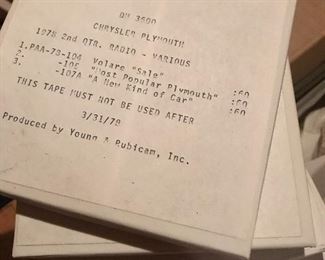 QH 3600
CHRYSLER PLYMOUTH
1978 2nd QTR. RADIO - VARIOUS
1. PAA-78-104 Volare "Sale" :60
2. -105 "Most Popular Plymouth" :60
3. -107A "A New Kind of Car" :60
THIS TAPE MUST NOT BE USED AFTER
3/31/78
Produced by Young & Rubicam, Inc.